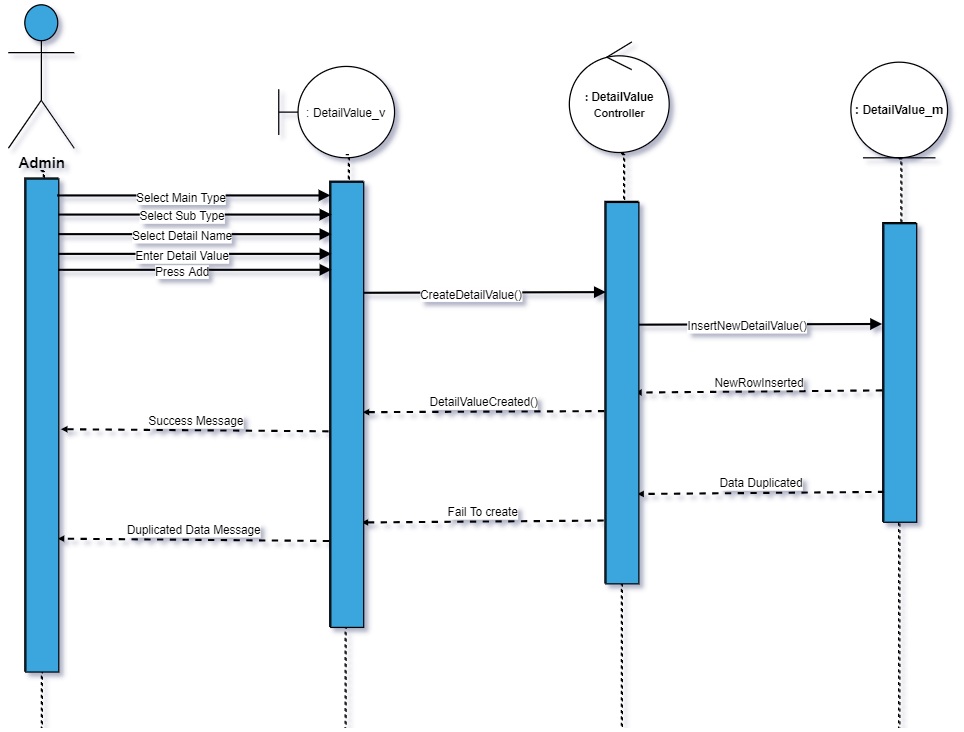 Admin
: DetailValue_v
: DetailValue
Controller
: DetailValue_m
Select Main Type
Select Sub Type
Select Detail Name
Enter Detail Value
Press Add
CreateDetailValue()
InsertNewDetailValue()
NewRowInserted
DetailValueCreated()
Success Message
Data Duplicated
Fail To create
Duplicated Data Message